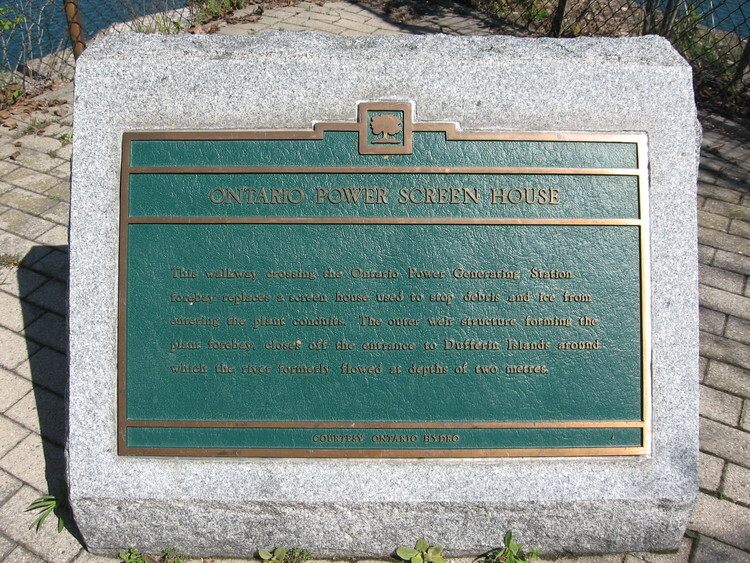 ONTARIO POWER SCREEN HOUSE
This walkway crossing the Ontario Power Generating Station
forebay replaces a screen house used to stop debris and ice from
entering the plant conduits. The outer weir structure forming the
plant forebay, closes off the entrance to Dufferin Islands around
which the river formerly flowed at depths of two metres.
COURTESY ONTARIO HYDRO